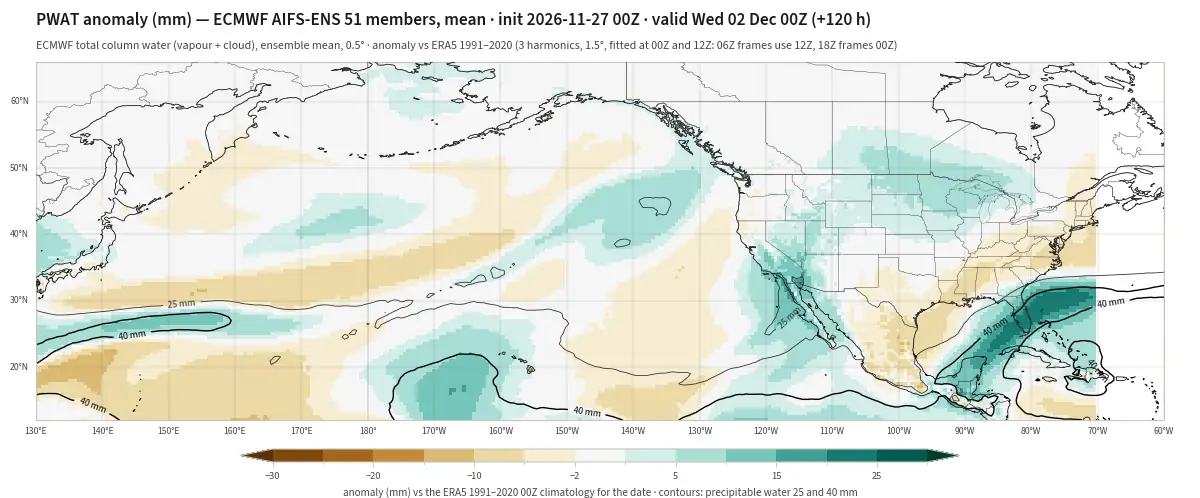 PWAT anomaly (mm) — ECMWF AIFS-ENS 51 members, mean · init 2026-11-27 00Z · valid Wed 02 Dec 00Z (+120 h)
ECMWF total column water (vapour + cloud), ensemble mean, 0.5° · anomaly vs ERA5 1991–2020 (3 harmonics, 1.5°, fitted at 00Z and 12Z: 06Z frames use 12Z, 18Z frames 00Z)
60°N
50°N
40°N
30°N
25 mm
40 mm
25 mm
40 mm
40 mm
20°N
40 mm
40 mm
130°E 140°E 150°E 160°E 170°E 180° 170°W 160°W 150°W 140°W 130°W 120°W 110°W 100°W 90°W 80°W 70°W 60°W
−30 −20 −10 −2 5 15 25
anomaly (mm) vs the ERA5 1991–2020 00Z climatology for the date · contours: precipitable water 25 and 40 mm